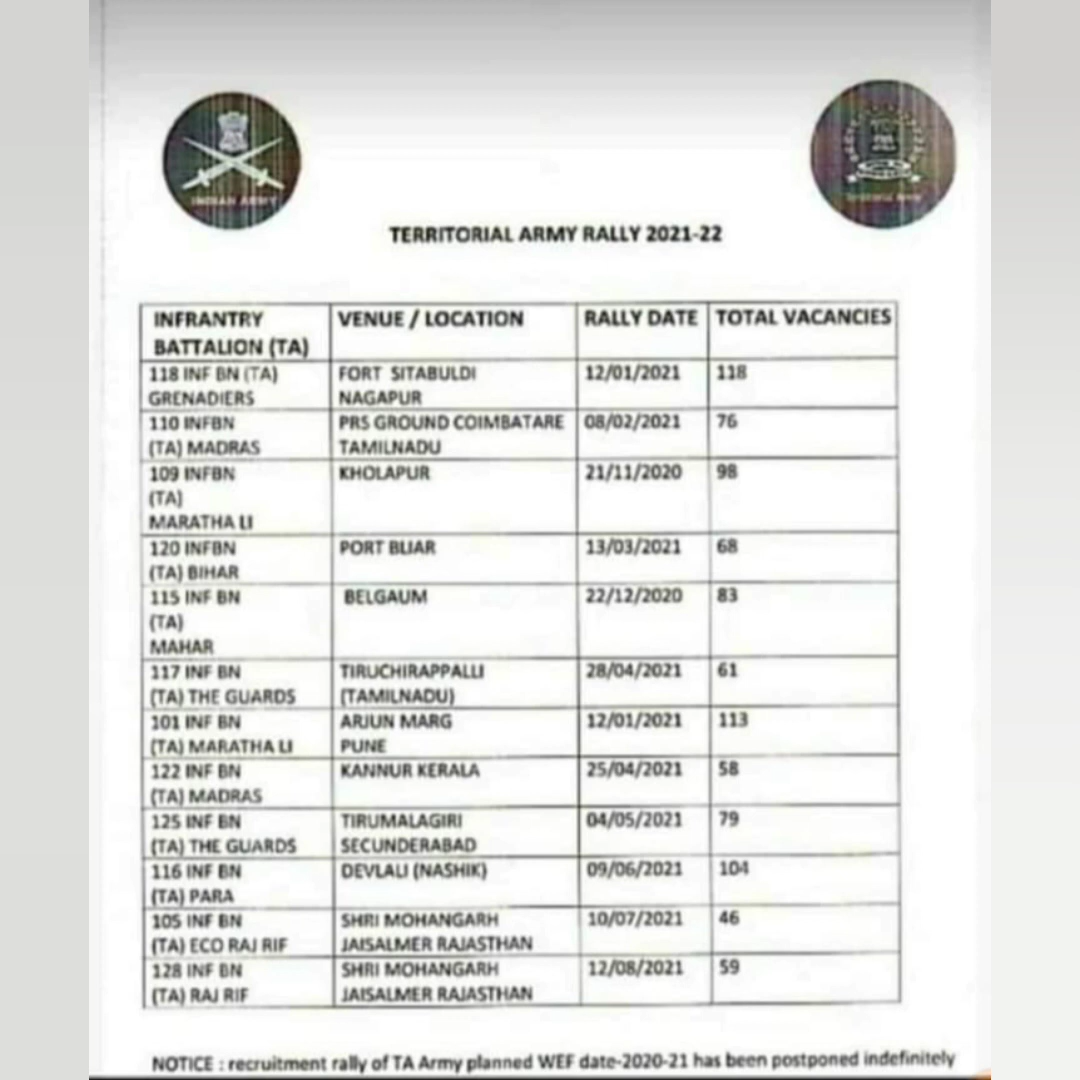 INDIAN ARMY
TERRITORIAL ARMY RALLY 2021-22
INFRANTRY BATTALION (TA) VENUE / LOCATION RALLY DATE TOTAL VACANCIES
118 INF BN (TA) GRENADIERS FORT SITABULDI NAGAPUR 12/01/2021 118
110 INFBN (TA) MADRAS PRS GROUND COIMBATARE TAMILNADU 08/02/2021 76
109 INFBN (TA) MARATHA LI KHOLAPUR 21/11/2020 98
120 INFBN (TA) BIHAR PORT BLIAR 13/03/2021 68
115 INF BN (TA) MAHAR BELGAUM 22/12/2020 83
117 INF BN (TA) THE GUARDS TIRUCHIRAPPALLI (TAMILNADU) 28/04/2021 61
101 INF BN (TA) MARATHA LI ARJUN MARG PUNE 12/01/2021 113
122 INF BN (TA) MADRAS KANNUR KERALA 25/04/2021 58
125 INF BN (TA) THE GUARDS TIRUMALAGIRI SECUNDERABAD 04/05/2021 79
116 INF BN (TA) PARA DEVLALI (NASHIK) 09/06/2021 104
105 INF BN (TA) ECO RAJ RIF SHRI MOHANGARH JAISALMER RAJASTHAN 10/07/2021 46
128 INF BN (TA) RAJ RIF SHRI MOHANGARH JAISALMER RAJASTHAN 12/08/2021 59
NOTICE : recruitment rally of TA Army planned WEF date-2020-21 has been postponed indefinitely